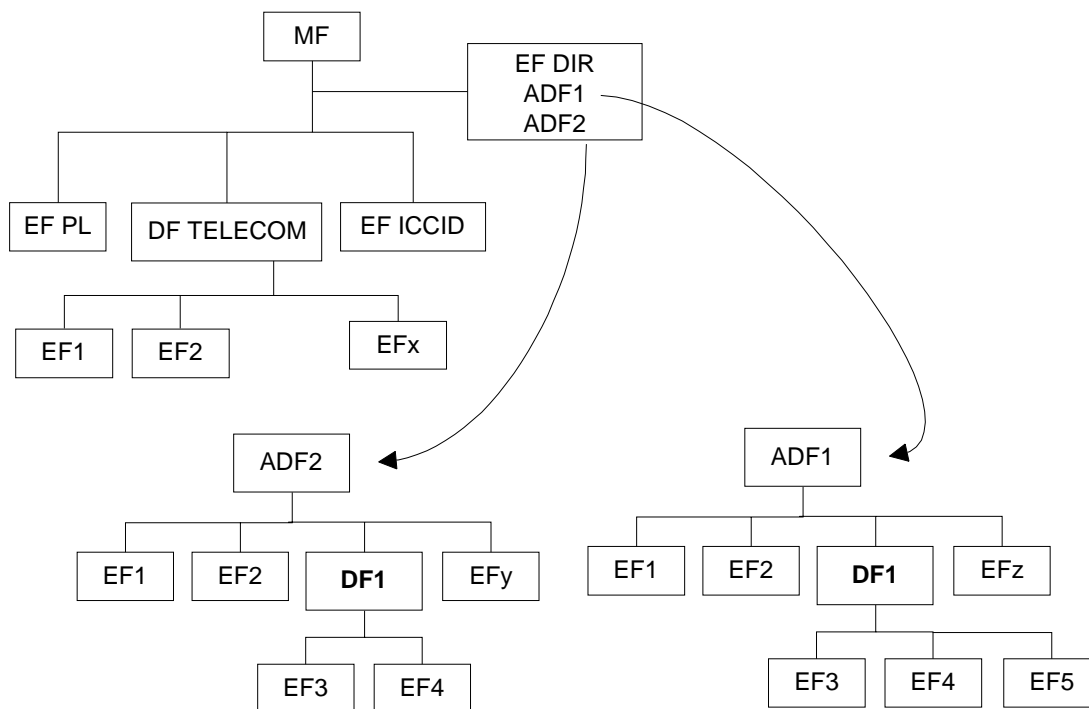 MF
EF DIR
ADF1
ADF2
EF PL
DF TELECOM
EF ICCID
EF1
EF2
EFx
ADF2
ADF1
EF1
EF2
DF1
EFy
EF1
EF2
DF1
EFz
EF3
EF4
EF3
EF4
EF5